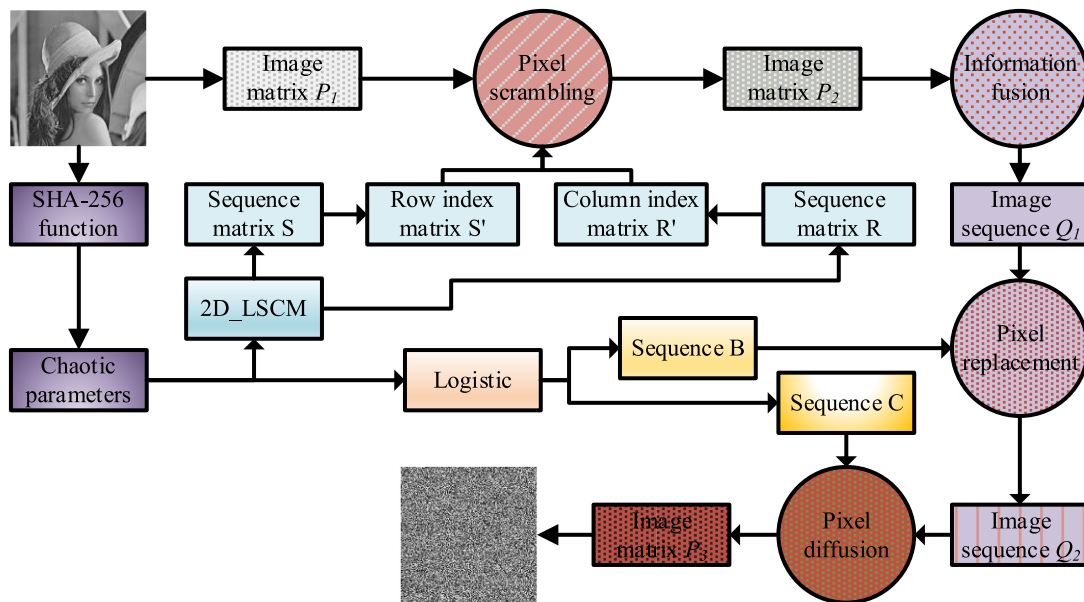 Image
matrix P1
Pixel
scrambling
Image
matrix P2
Information
fusion
SHA-256
function
Sequence
matrix S
Row index
matrix S'
Column index
matrix R'
Sequence
matrix R
Image
sequence Q1
2D_LSCM
Pixel
replacement
Chaotic
parameters
Logistic
Sequence B
Sequence C
Image
matrix P3
Pixel
diffusion
Image
sequence Q2